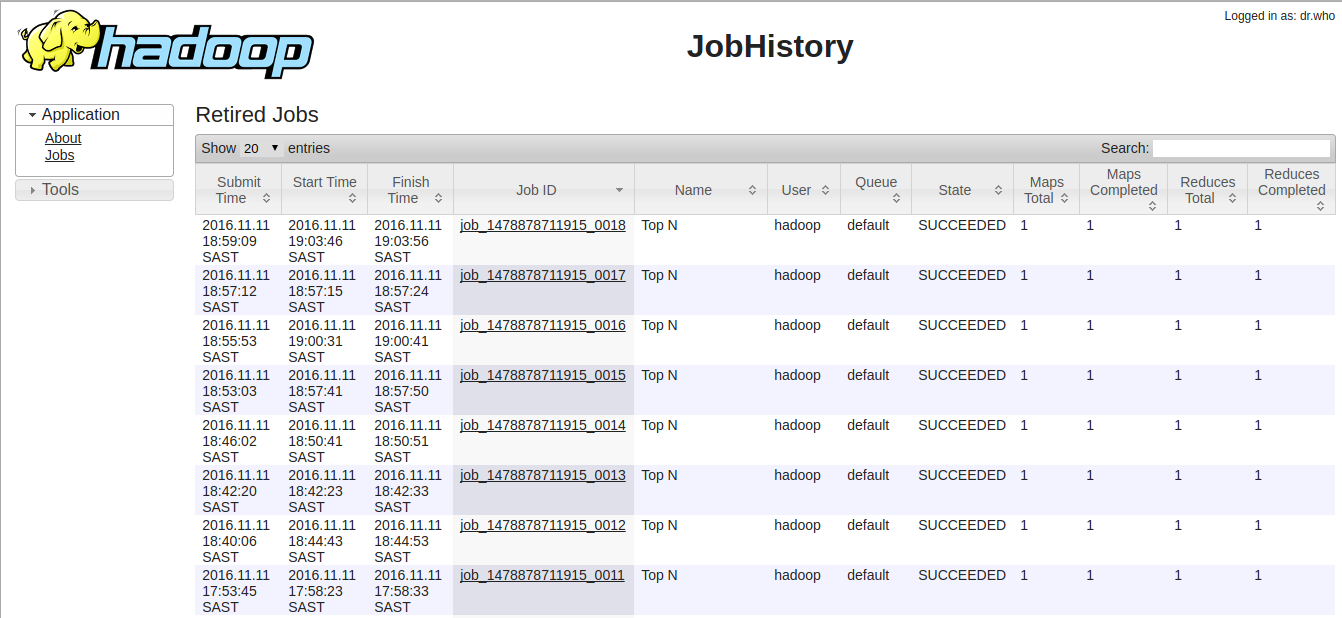 Logged in as: dr.who
hadoop
JobHistory
Application
About
Jobs
Tools
Retired Jobs
Show 20 entries
Search:
Submit Time Start Time Finish Time Job ID Name User Queue State Maps Total Maps Completed Reduces Total Reduces Completed
2016.11.11 2016.11.11 2016.11.11 job_1478878711915_0018 Top N hadoop default SUCCEEDED 1 1 1 1
18:59:09 19:03:46 19:03:56
SAST SAST SAST
2016.11.11 2016.11.11 2016.11.11 job_1478878711915_0017 Top N hadoop default SUCCEEDED 1 1 1 1
18:57:12 18:57:15 18:57:24
SAST SAST SAST
2016.11.11 2016.11.11 2016.11.11 job_1478878711915_0016 Top N hadoop default SUCCEEDED 1 1 1 1
18:55:53 19:00:31 19:00:41
SAST SAST SAST
2016.11.11 2016.11.11 2016.11.11 job_1478878711915_0015 Top N hadoop default SUCCEEDED 1 1 1 1
18:53:03 18:57:41 18:57:50
SAST SAST SAST
2016.11.11 2016.11.11 2016.11.11 job_1478878711915_0014 Top N hadoop default SUCCEEDED 1 1 1 1
18:46:02 18:50:41 18:50:51
SAST SAST SAST
2016.11.11 2016.11.11 2016.11.11 job_1478878711915_0013 Top N hadoop default SUCCEEDED 1 1 1 1
18:42:20 18:42:23 18:42:33
SAST SAST SAST
2016.11.11 2016.11.11 2016.11.11 job_1478878711915_0012 Top N hadoop default SUCCEEDED 1 1 1 1
18:40:06 18:44:43 18:44:53
SAST SAST SAST
2016.11.11 2016.11.11 2016.11.11 job_1478878711915_0011 Top N hadoop default SUCCEEDED 1 1 1 1
17:53:45 17:58:23 17:58:33
SAST SAST SAST